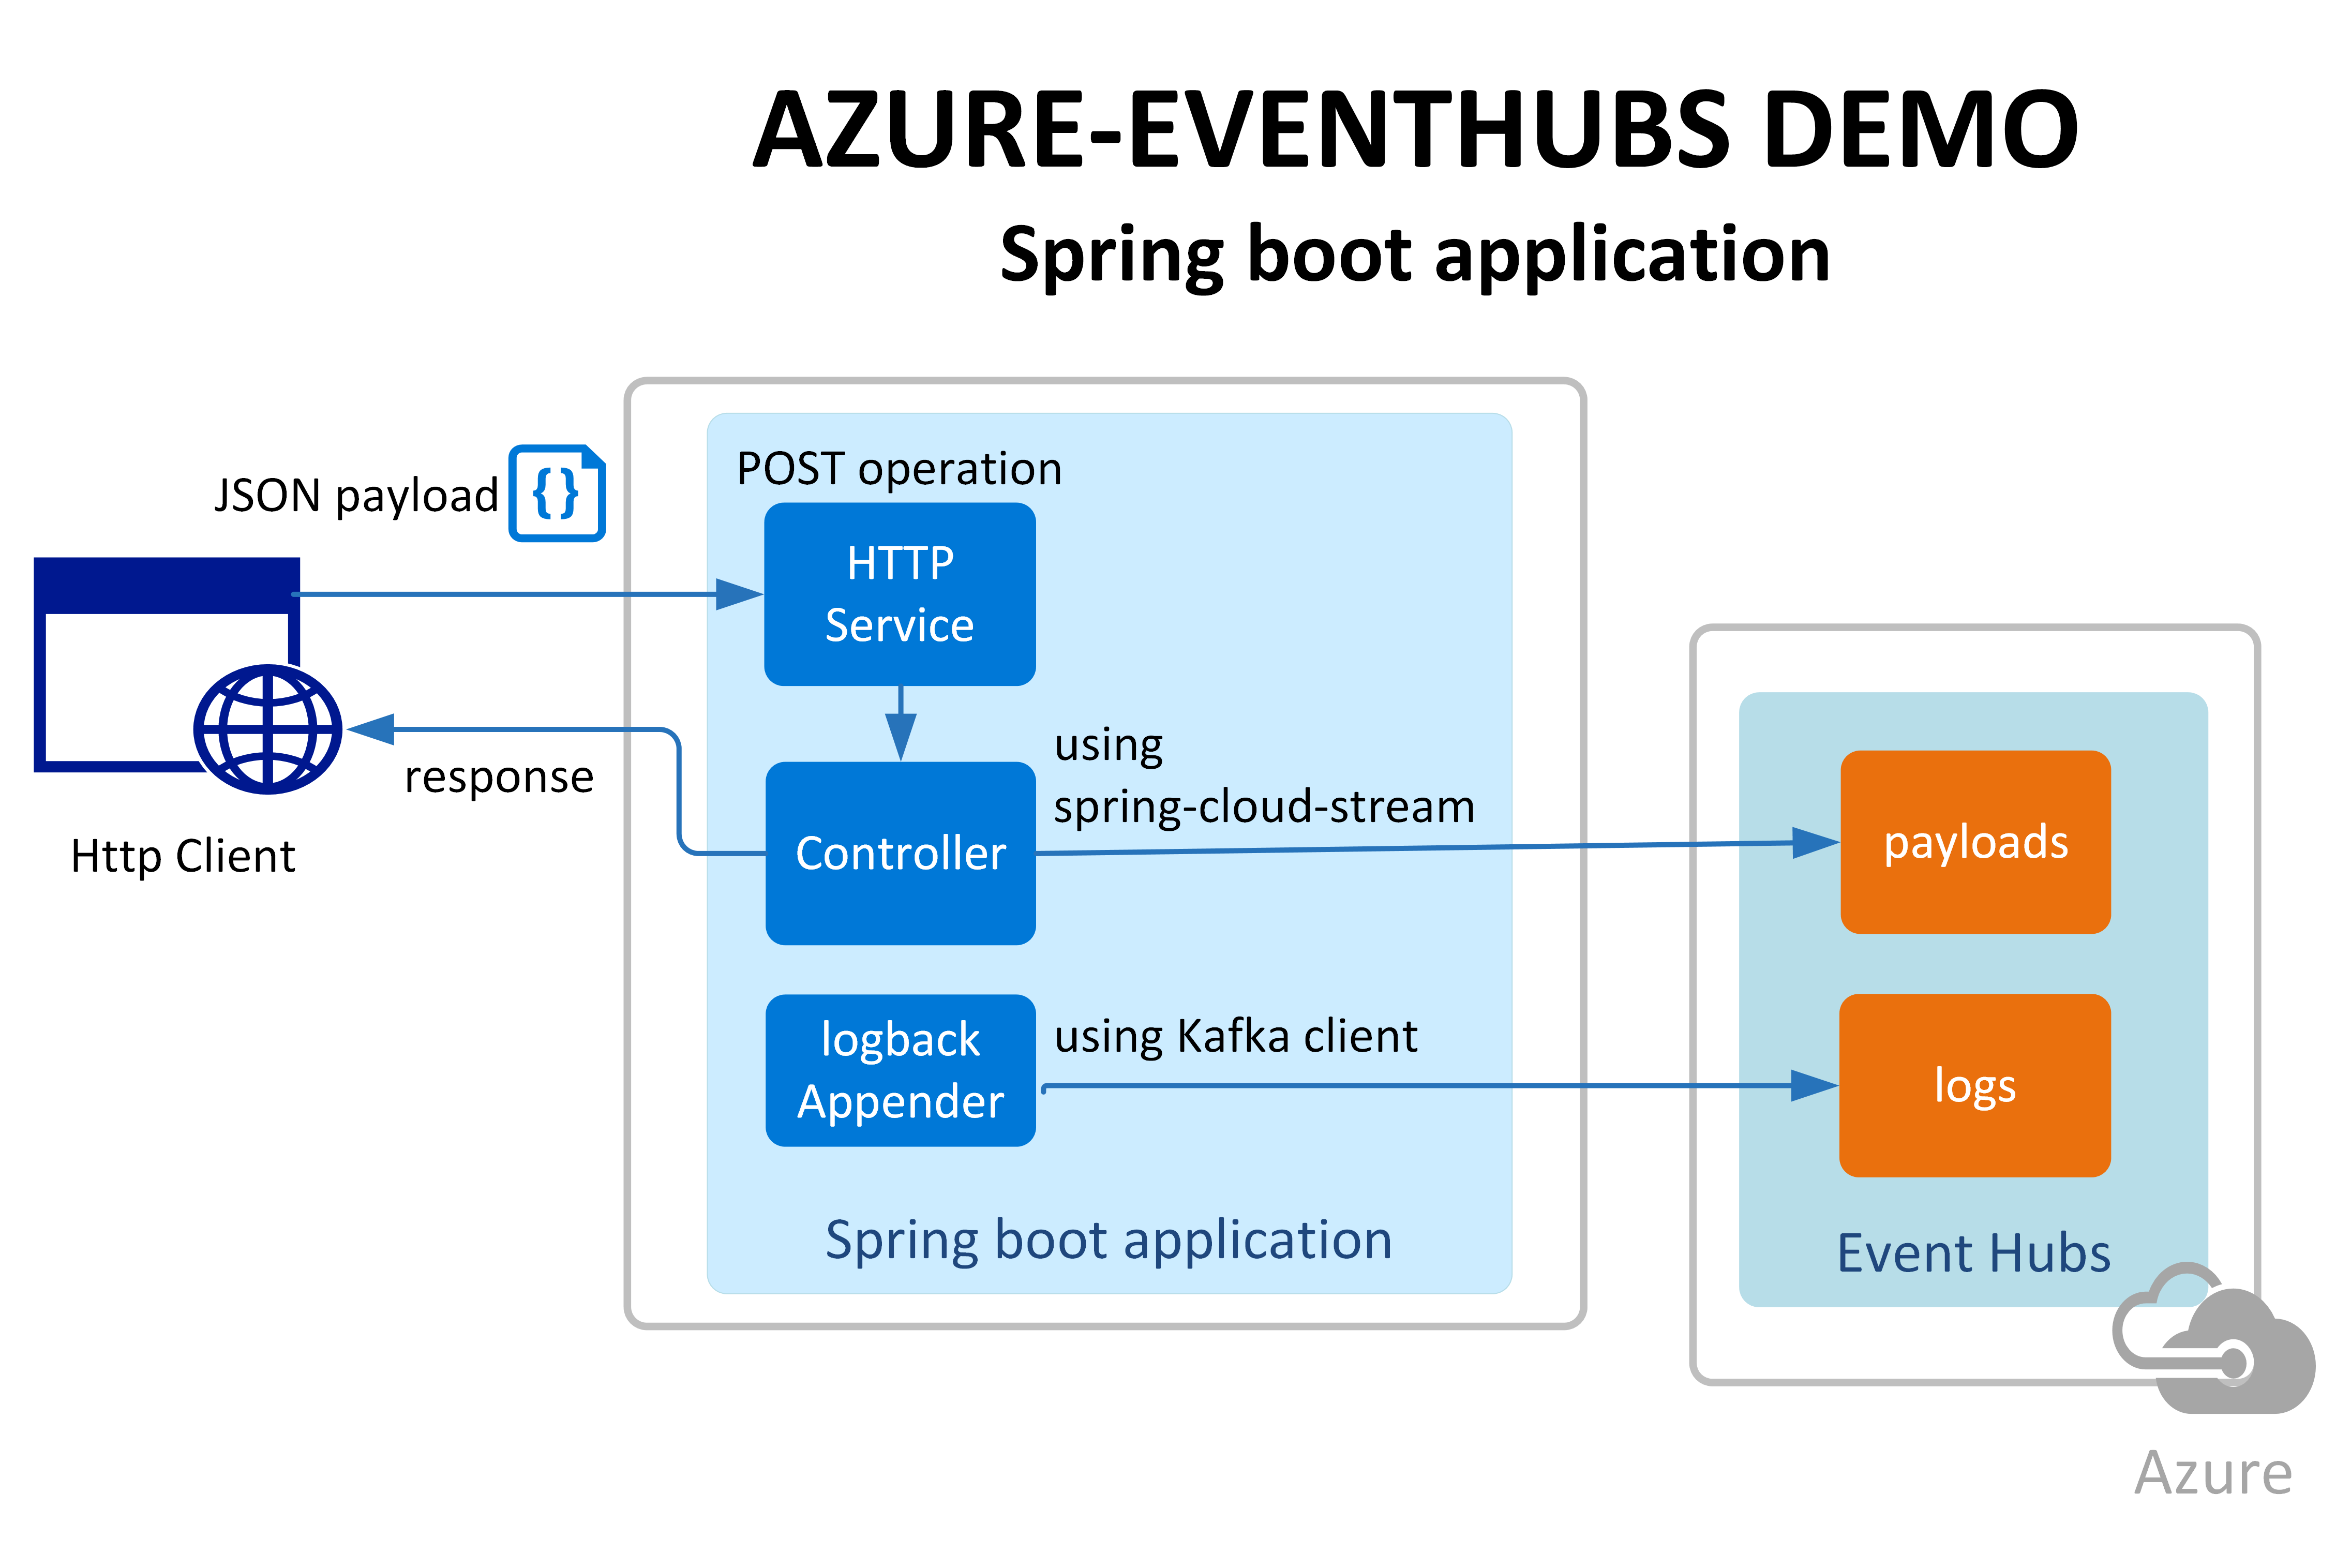 AZURE-EVENTHUBS DEMO
Spring boot application
JSON payload
{}
POST operation
HTTP
Service
response
Http Client
using
spring-cloud-stream
Controller
payloads
logback
Appender
using Kafka client
logs
Spring boot application
Event Hubs
Azure